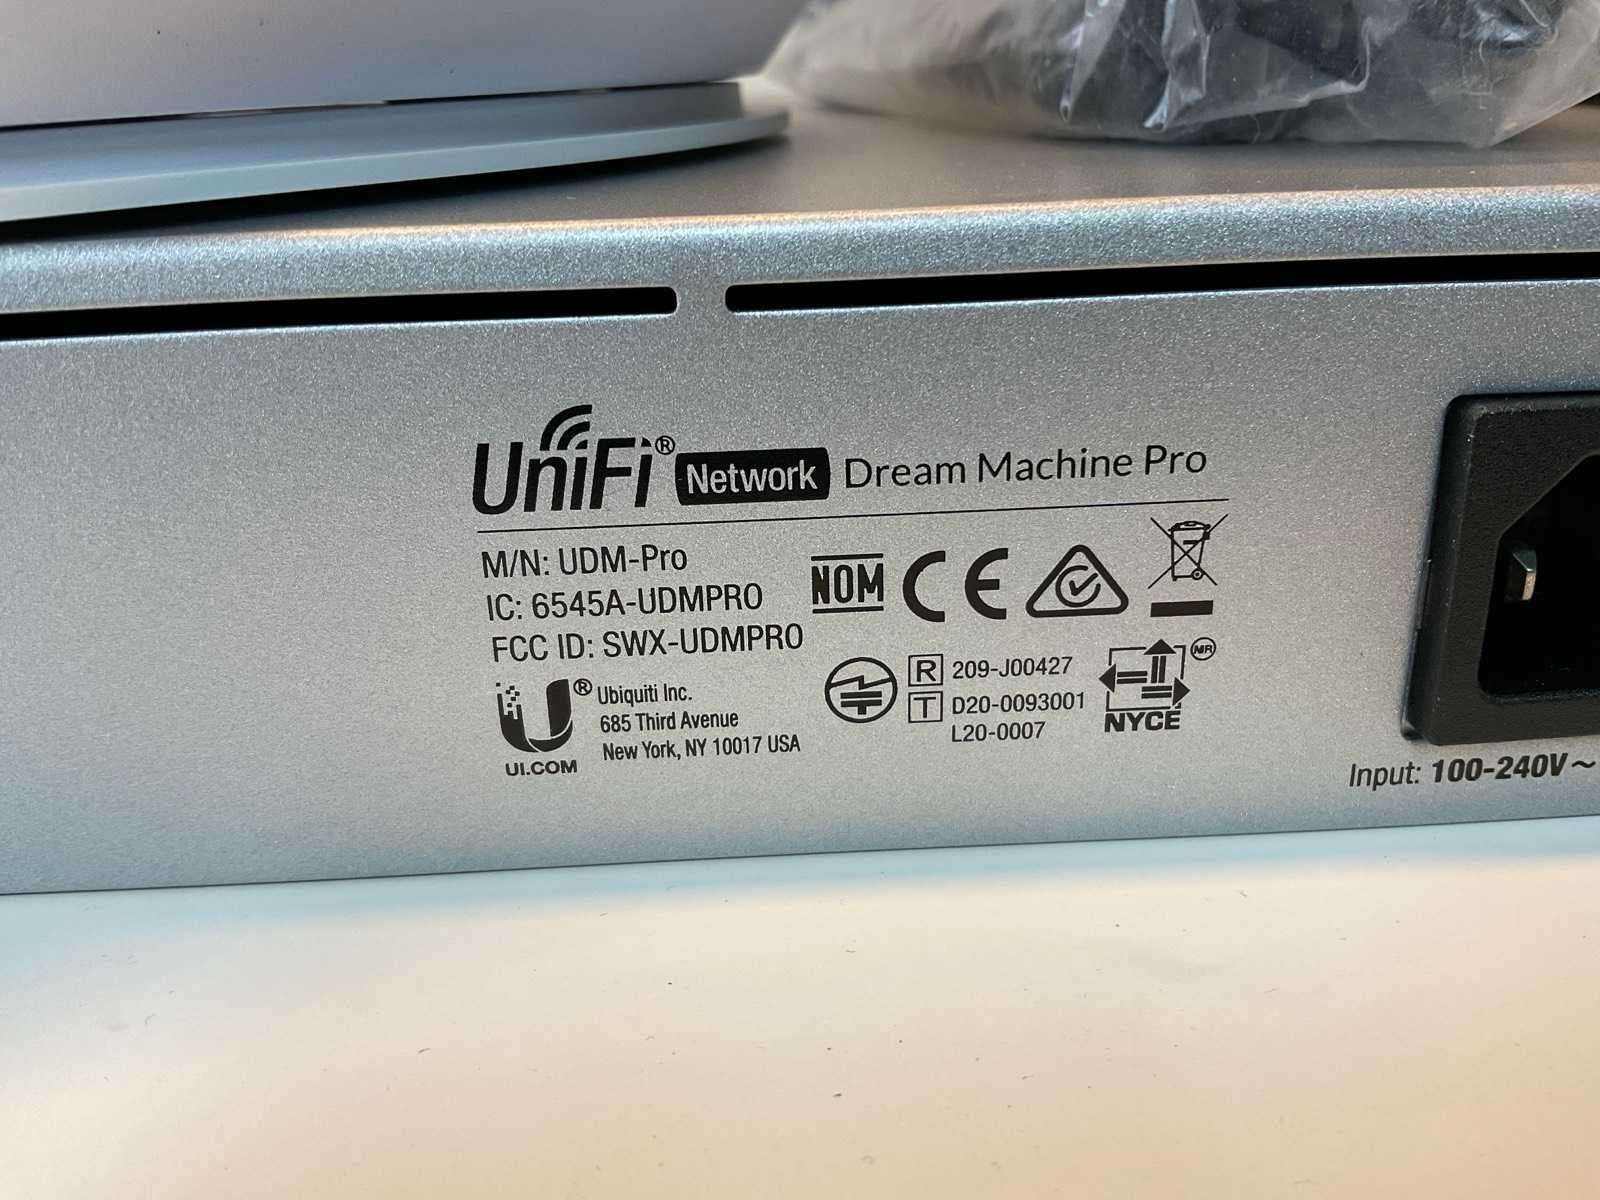 UniFi® Network Dream Machine Pro
M/N: UDM-Pro
IC: 6545A-UDMPRO
FCC ID: SWX-UDMPRO
NOM CE
U® Ubiquiti Inc.
685 Third Avenue
New York, NY 10017 USA
UI.COM
R 209-J00427
T D20-0093001
L20-0007
NYCE
Input: 100-240V~